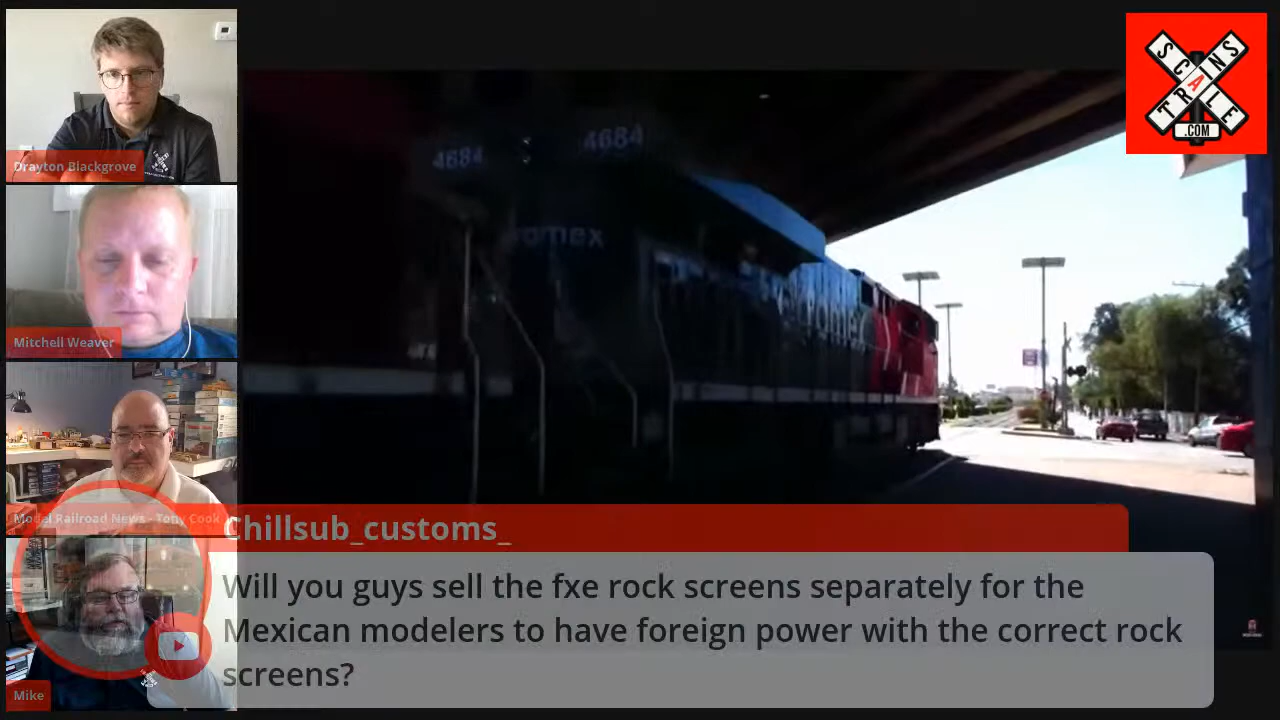 Drayton Blackgrove
Mitchell Weaver
Model Railroad News - Tony Cook
Mike
4684
4684
SCALE
TRAINS
.COM
Chillsub_customs_
Will you guys sell the fxe rock screens separately for the
Mexican modelers to have foreign power with the correct rock
screens?